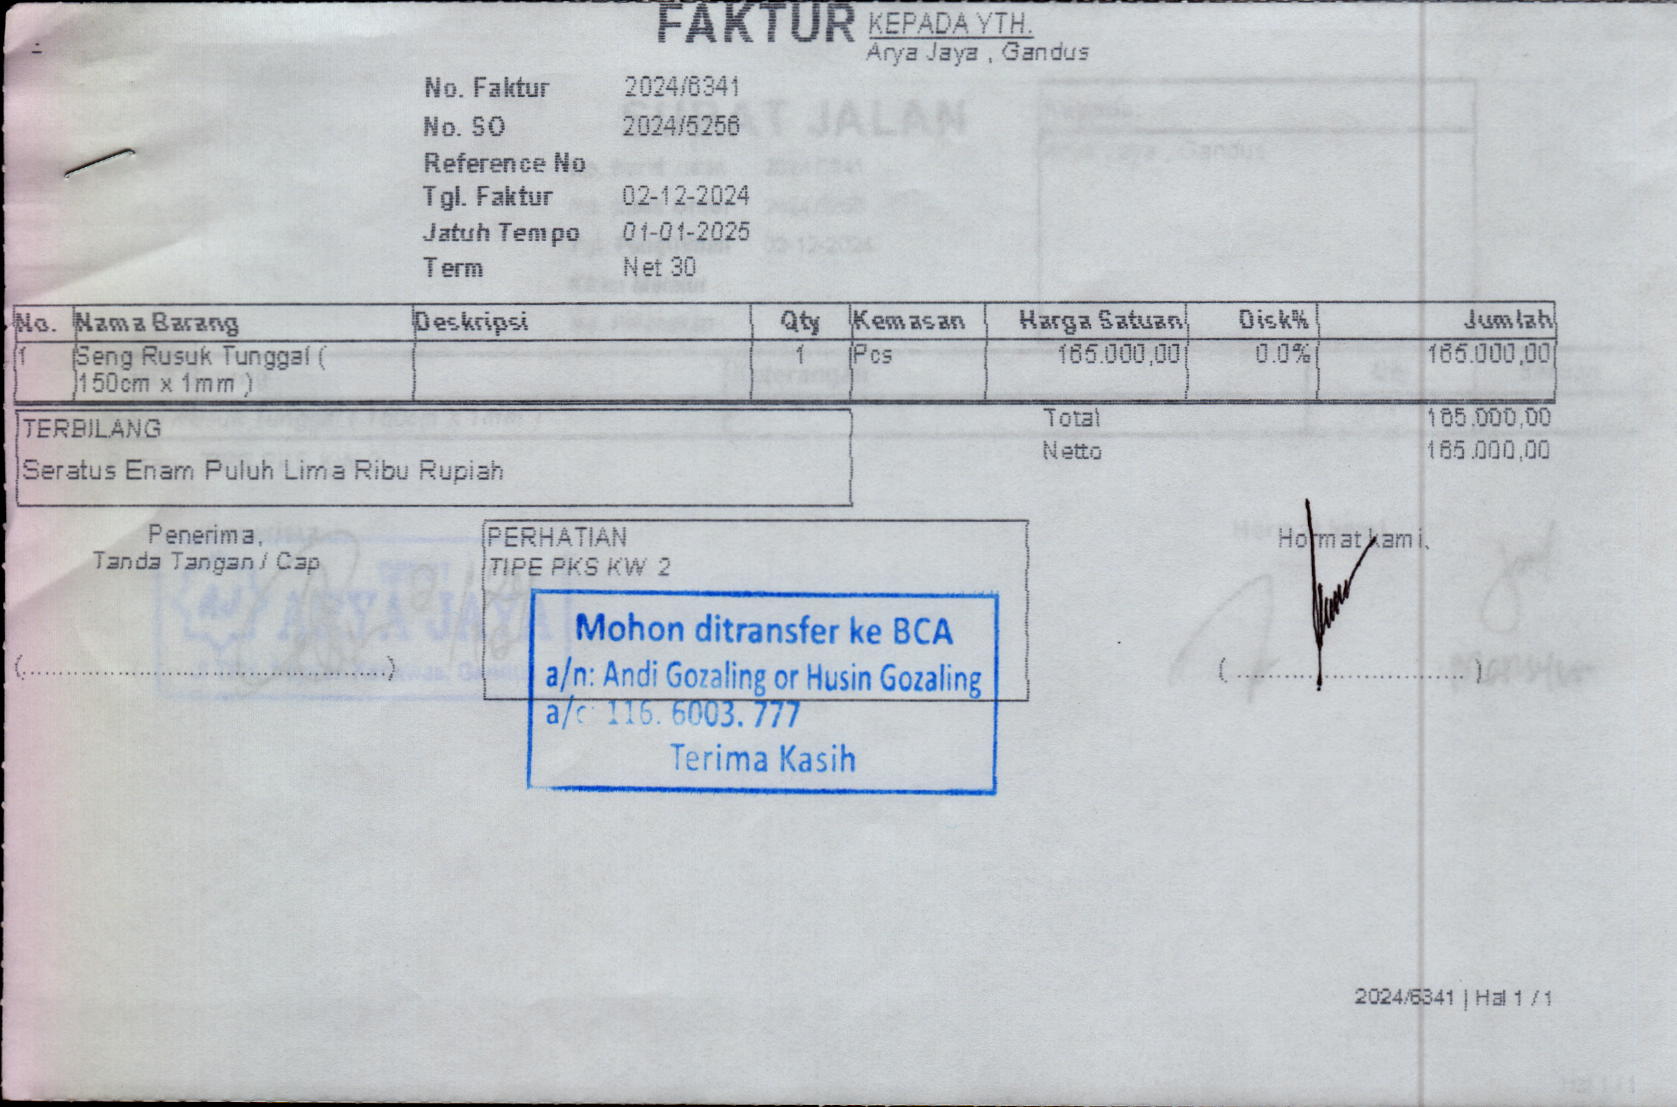 FAKTUR
KEPADA YTH.
Arya Jaya , Gandus
No. Faktur 2024/6341
No. SO 2024/5256
Reference No
Tgl. Faktur 02-12-2024
Jatuh Tempo 01-01-2025
Term Net 30
No. Nama Barang Deskripsi Qty Kemasan Harga Satuan Disk% Jumlah
1 Seng Rusuk Tunggal ( 1 Pcs 165.000,00 0.0% 165.000,00
150cm x 1mm )
TERBILANG Total 165.000,00
Netto 165.000,00
Seratus Enam Puluh Lima Ribu Rupiah
Penerima,
Tanda Tangan / Cap
PERHATIAN
TIPE PKS KW 2
Hormat kami,
Mohon ditransfer ke BCA
a/n: Andi Gozaling or Husin Gozaling
a/c: 116. 6003. 777
Terima Kasih
SURAT JALAN
ARYA JAYA
2024/6341 | Hal 1 / 1